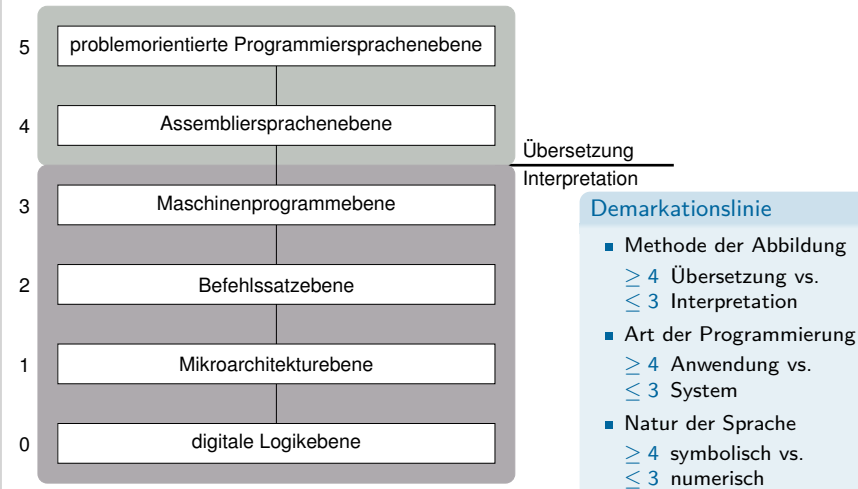 5 problemorientierte Programmiersprachenebene
4 Assembliersprachenebene
Übersetzung
Interpretation
3 Maschinenprogrammebene
2 Befehlssatzebene
1 Mikroarchitekturebene
0 digitale Logikebene
Demarkationslinie
Methode der Abbildung
≥ 4 Übersetzung vs.
≤ 3 Interpretation
Art der Programmierung
≥ 4 Anwendung vs.
≤ 3 System
Natur der Sprache
≥ 4 symbolisch vs.
≤ 3 numerisch